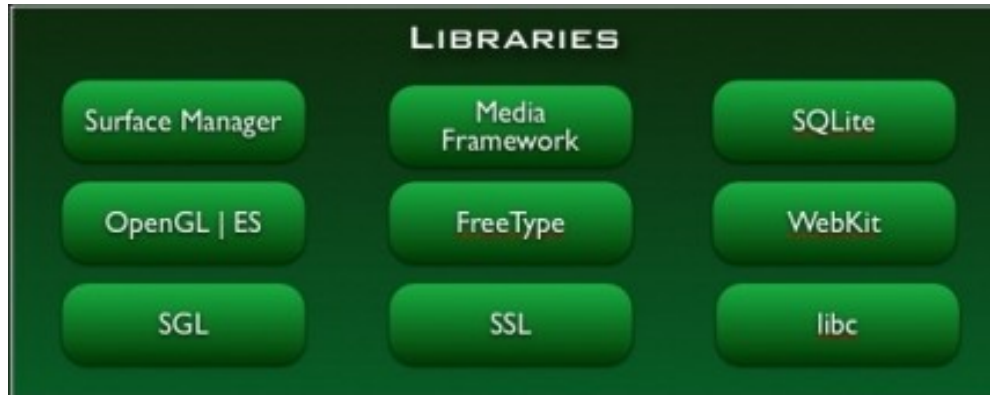 LIBRARIES
Surface Manager
Media
Framework
SQLite
OpenGL | ES
FreeType
WebKit
SGL
SSL
libc